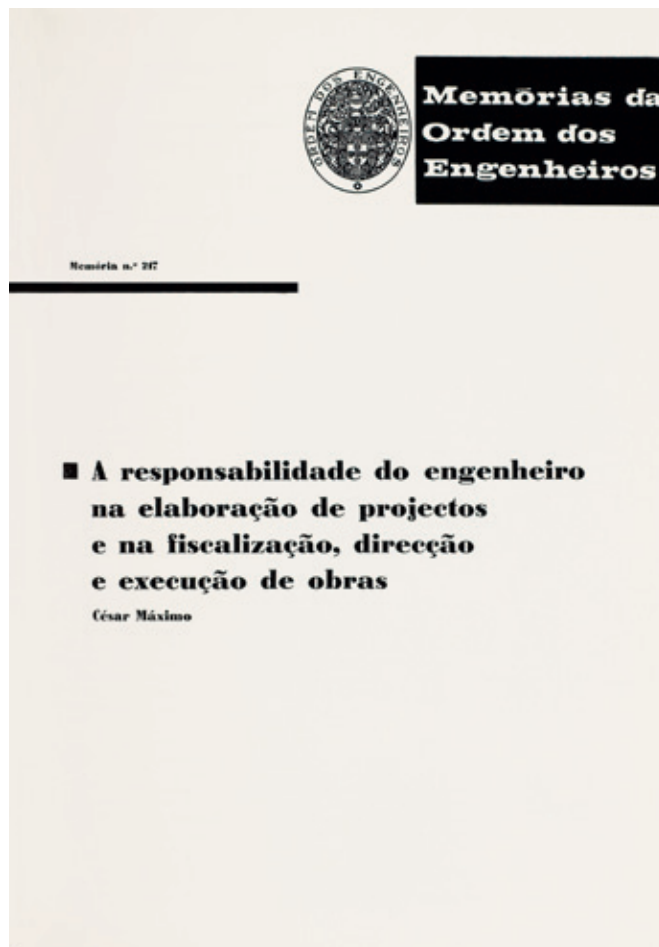 ORDEM DOS ENGENHEIROS
Memórias da
Ordem dos
Engenheiros
Memória n.º 247
■ A responsabilidade do engenheiro
na elaboração de projectos
e na fiscalização, direcção
e execução de obras
César Máximo